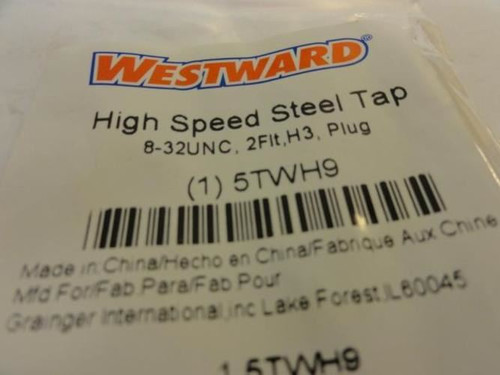 WESTWARD®
High Speed Steel Tap
8-32UNC, 2Flt,H3, Plug
(1) 5TWH9
Made in China/Hecho en China/Fabrique Aux Chine
Mfd For/Fab Para/Fab Pour
Grainger International,inc Lake Forest,IL60045
1 5TWH9